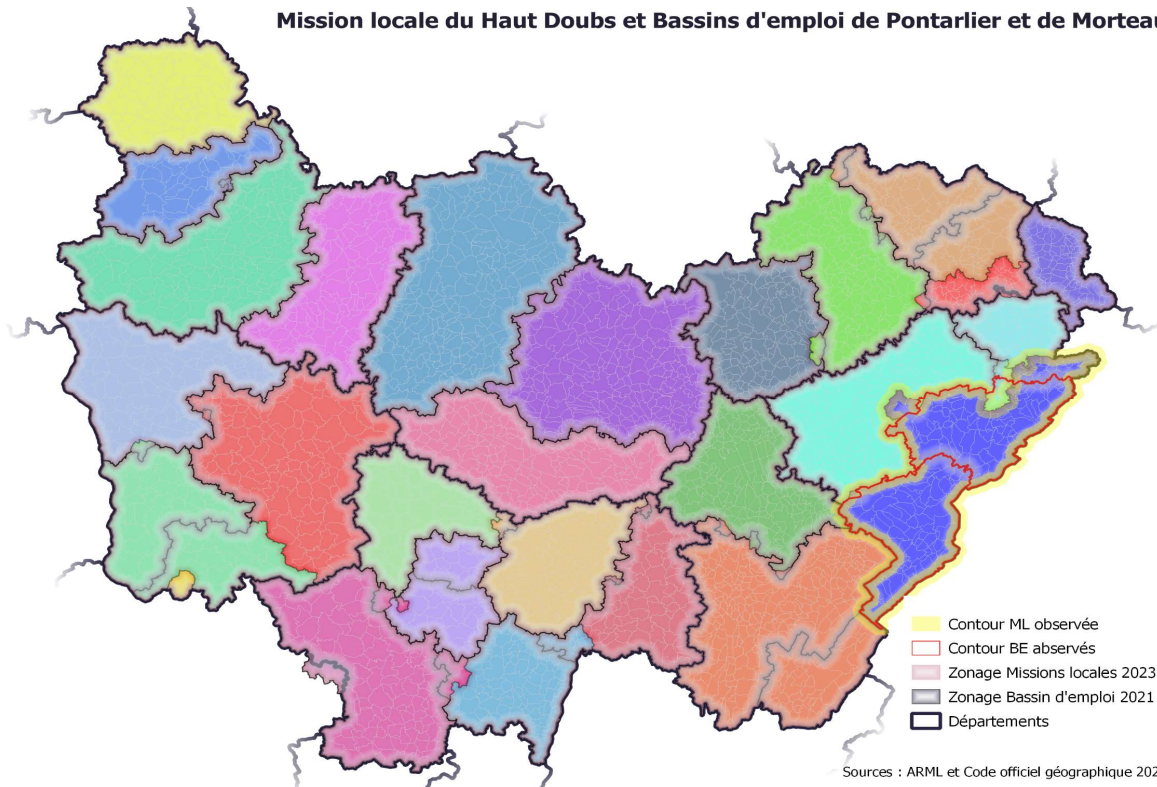 Mission locale du Haut Doubs et Bassins d'emploi de Pontarlier et de Morteau
Contour ML observée
Contour BE observés
Zonage Missions locales 2023
Zonage Bassin d'emploi 2021
Départements
Sources : ARML et Code officiel géographique 202